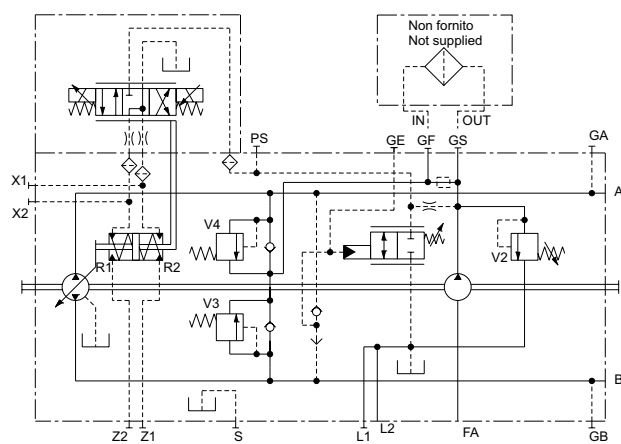 Non fornito
Not supplied
IN
OUT
PS
GE
GF
GS
GA
X1
A
X2
V4
V2
R1
R2
V3
B
Z2
Z1
S
L1
L2
FA
GB